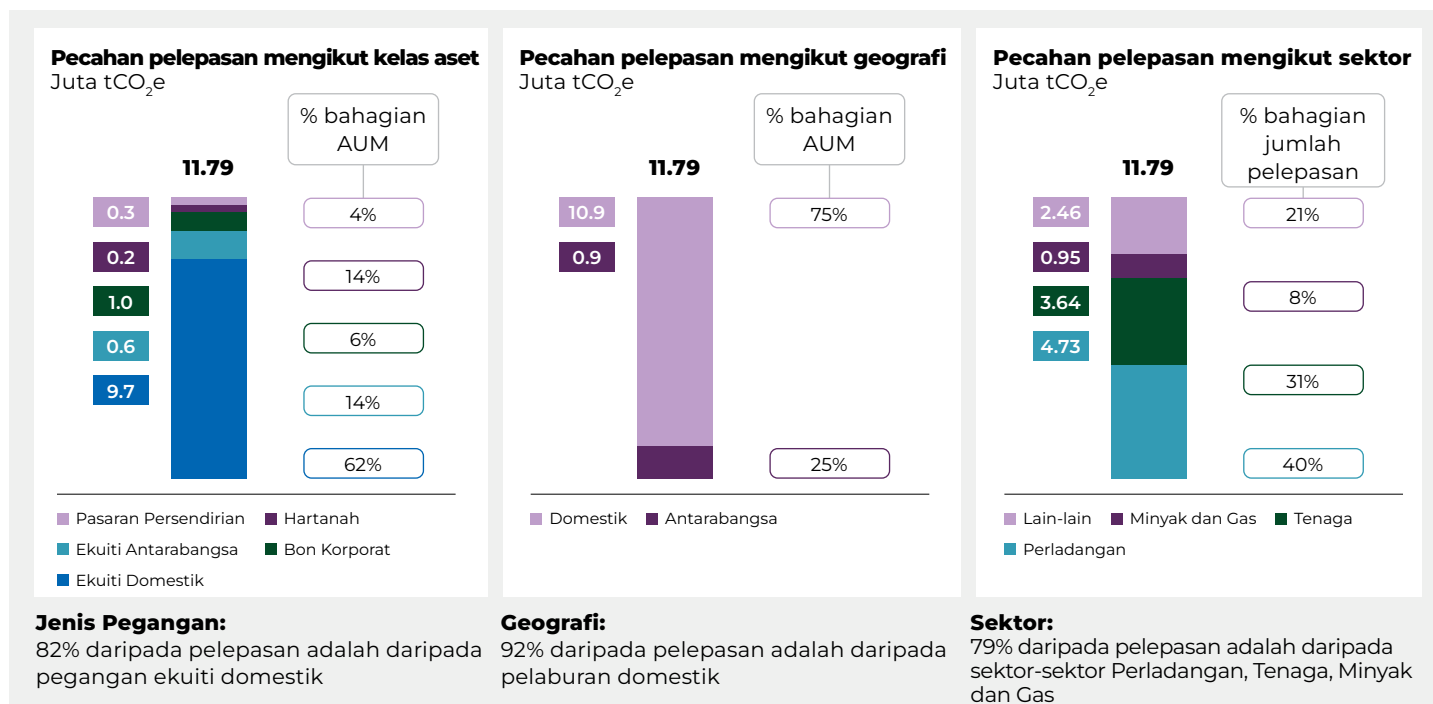 Pecahan pelepasan mengikut kelas aset
Juta tCO₂e
% bahagian
AUM
11.79
0.3
4%
0.2
14%
1.0
6%
0.6
14%
9.7
62%
Pasaran Persendirian
Hartanah
Ekuiti Antarabangsa
Bon Korporat
Ekuiti Domestik
Jenis Pegangan:
82% daripada pelepasan adalah daripada
pegangan ekuiti domestik
Pecahan pelepasan mengikut geografi
Juta tCO₂e
% bahagian
AUM
11.79
10.9
75%
0.9
25%
Domestik
Antarabangsa
Geografi:
92% daripada pelepasan adalah daripada
pelaburan domestik
Pecahan pelepasan mengikut sektor
Juta tCO₂e
% bahagian
jumlah
pelepasan
11.79
2.46
21%
0.95
8%
3.64
31%
4.73
40%
Lain-lain
Minyak dan Gas
Tenaga
Perladangan
Sektor:
79% daripada pelepasan adalah daripada
sektor-sektor Perladangan, Tenaga, Minyak
dan Gas